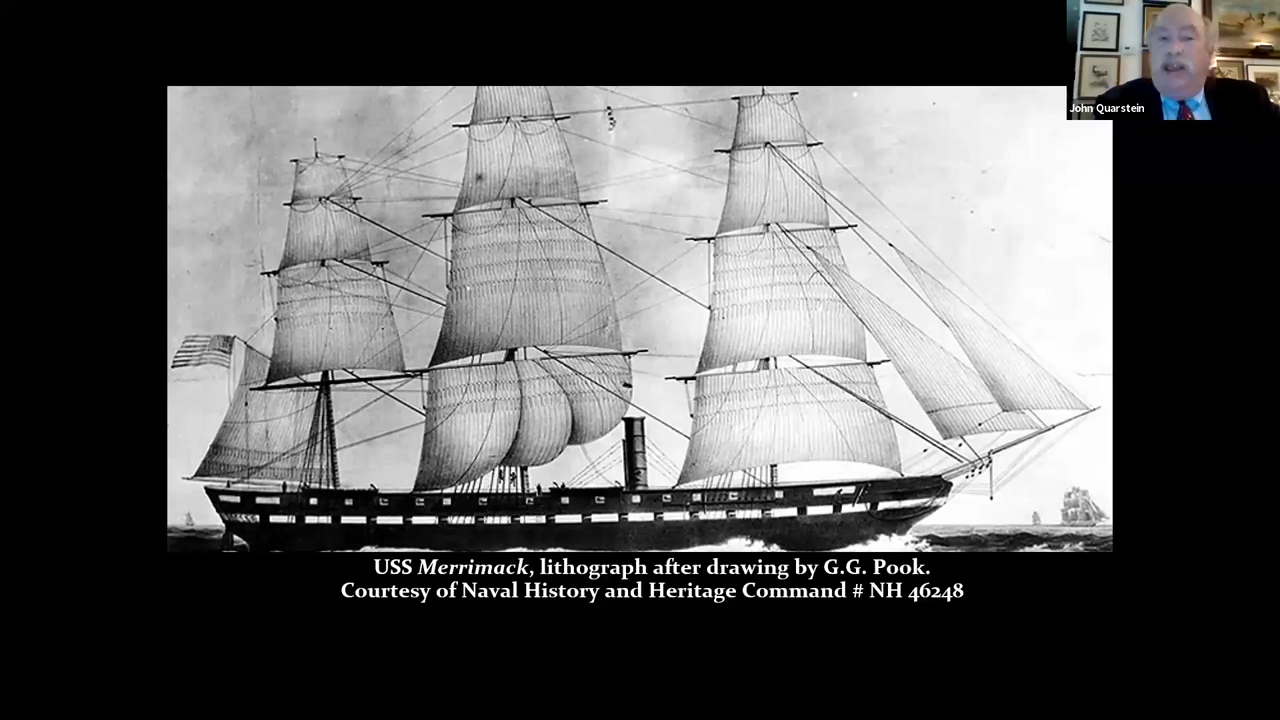 John Quarstein
USS Merrimack, lithograph after drawing by G.G. Pook.
Courtesy of Naval History and Heritage Command # NH 46248